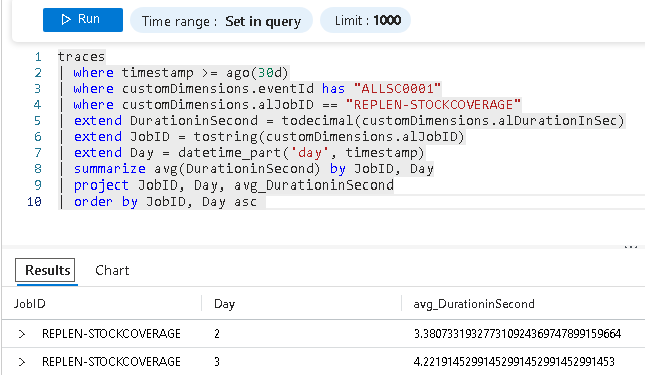 Run Time range : Set in query Limit : 1000
1 traces
2 | where timestamp >= ago(30d)
3 | where customDimensions.eventId has "ALLSC0001"
4 | where customDimensions.alJobID == "REPLEN-STOCKCOVERAGE"
5 | extend DurationinSecond = todecimal(customDimensions.alDurationInSec)
6 | extend JobID = tostring(customDimensions.alJobID)
7 | extend Day = datetime_part('day', timestamp)
8 | summarize avg(DurationinSecond) by JobID, Day
9 | project JobID, Day, avg_DurationinSecond
10 | order by JobID, Day asc
Results Chart
JobID Day avg_DurationinSecond
REPLEN-STOCKCOVERAGE 2 3.3807331932773109243697478991​59664
REPLEN-STOCKCOVERAGE 3 4.2219145299145299145299145299​1453